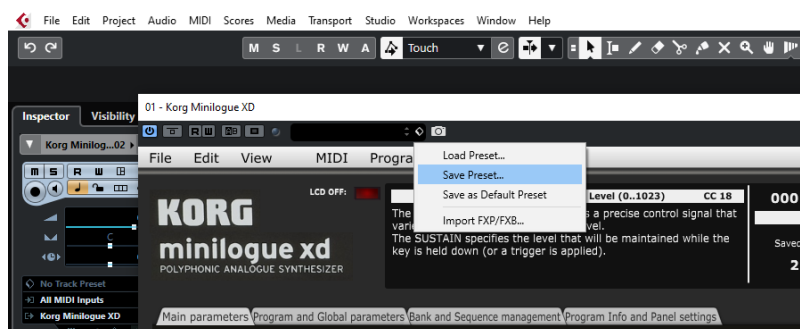 File Edit Project Audio MIDI Scores Media Transport Studio Workspaces Window Help
M S L R W A Touch
Inspector Visibility
01 - Korg Minilogue XD
Korg Minilog...02
R W
File Edit View MIDI Progra
Load Preset...
Save Preset...
Save as Default Preset
Import FXP/FXB...
m S R W
LCD OFF:
Level (0..1023) CC 18
000
The
s a precise control signal that
varie
vel.
The SUSTAIN specifies the level that will be maintained while the
key is held down (or a trigger is applied).
Saved
2
KORG
minilogue xd
POLYPHONIC ANALOGUE SYNTHESIZER
C
No Track Preset
All MIDI Inputs
Korg Minilogue XD
Main parameters Program and Global parameters Bank and Sequence management Program Info and Panel settings